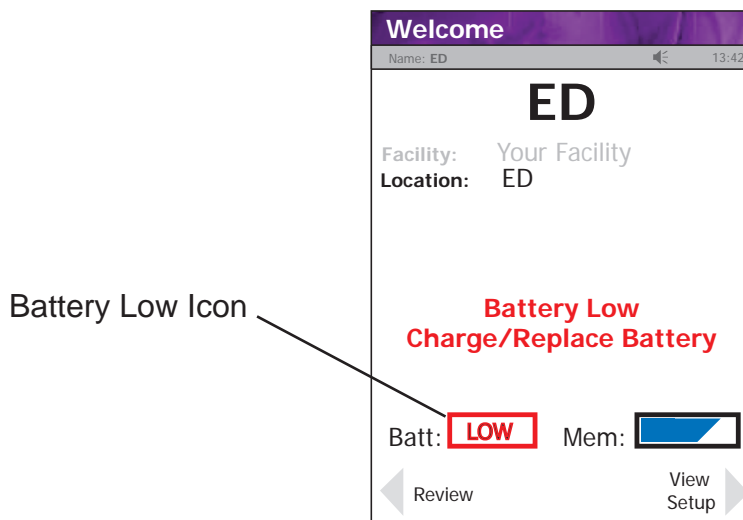 Welcome
Name: ED 13:42
ED
Facility: Your Facility
Location: ED
Battery Low Icon
Battery Low
Charge/Replace Battery
Batt: LOW Mem:
Review
View
Setup